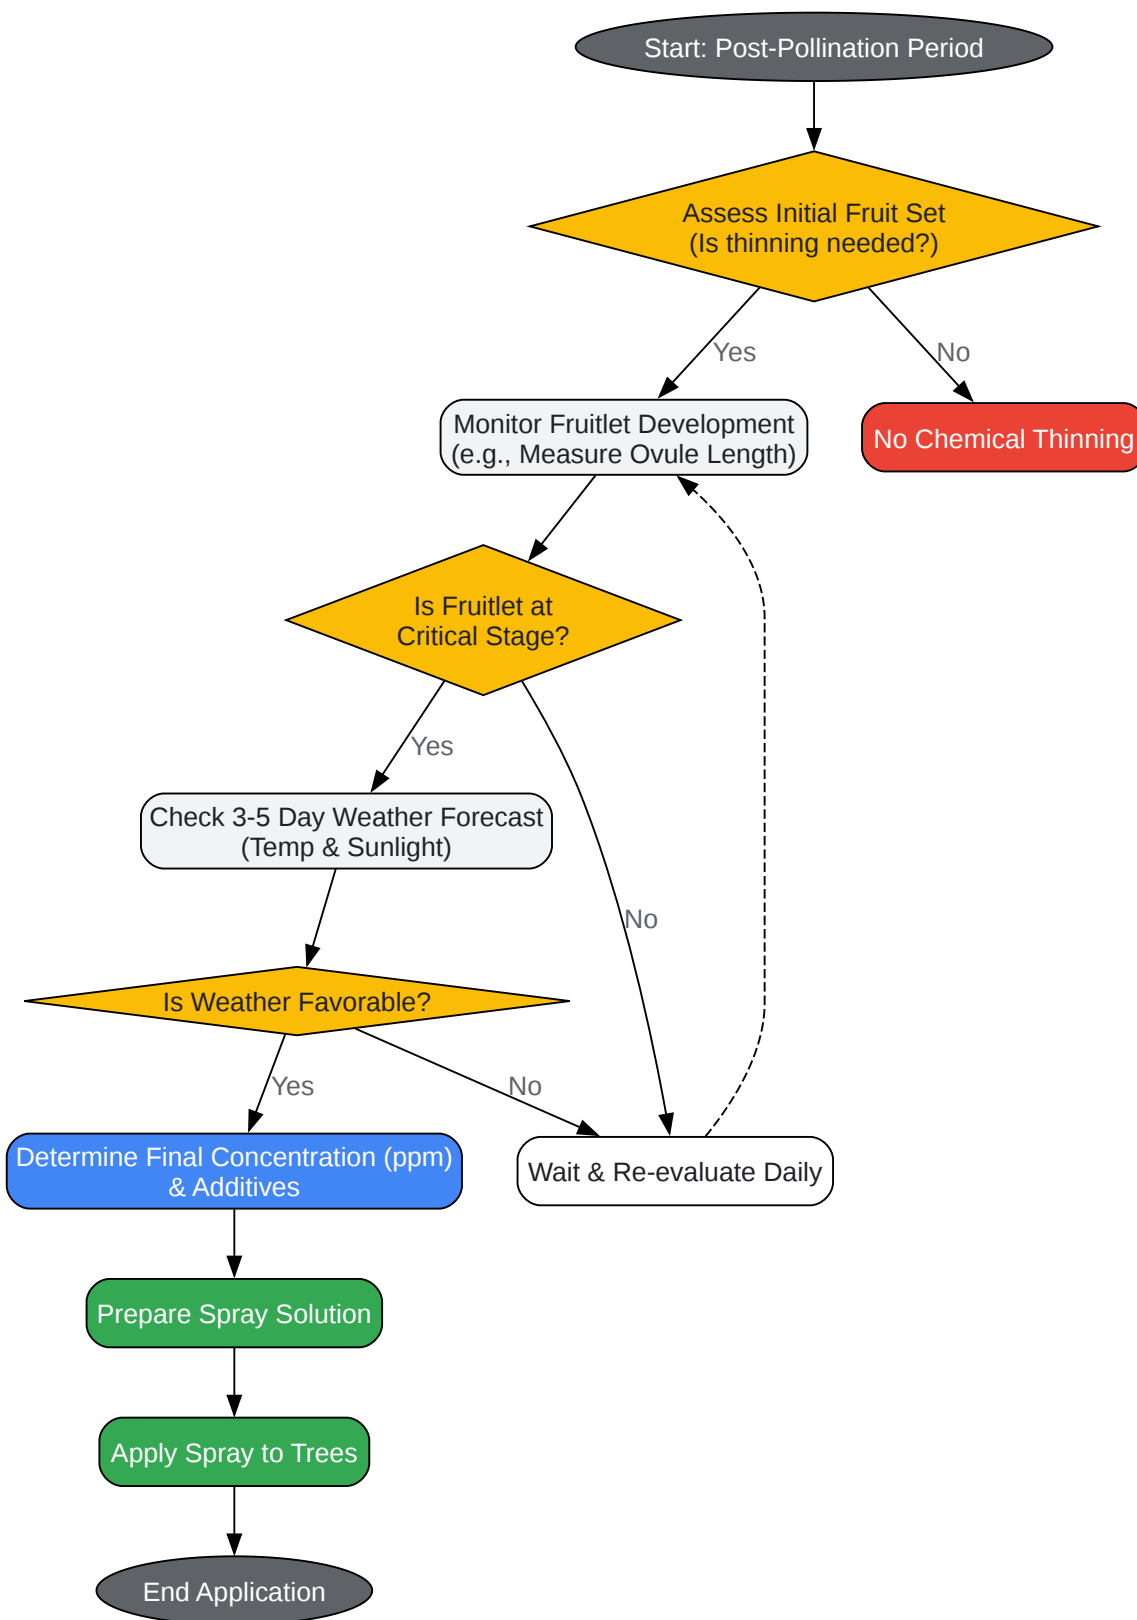 Start: Post-Pollination Period
Assess Initial Fruit Set
(Is thinning needed?)
Yes
No
Monitor Fruitlet Development
(e.g., Measure Ovule Length)
No Chemical Thinning
Is Fruitlet at
Critical Stage?
Yes
Check 3-5 Day Weather Forecast
(Temp & Sunlight)
No
Is Weather Favorable?
Yes
No
Determine Final Concentration (ppm)
& Additives
Wait & Re-evaluate Daily
Prepare Spray Solution
Apply Spray to Trees
End Application